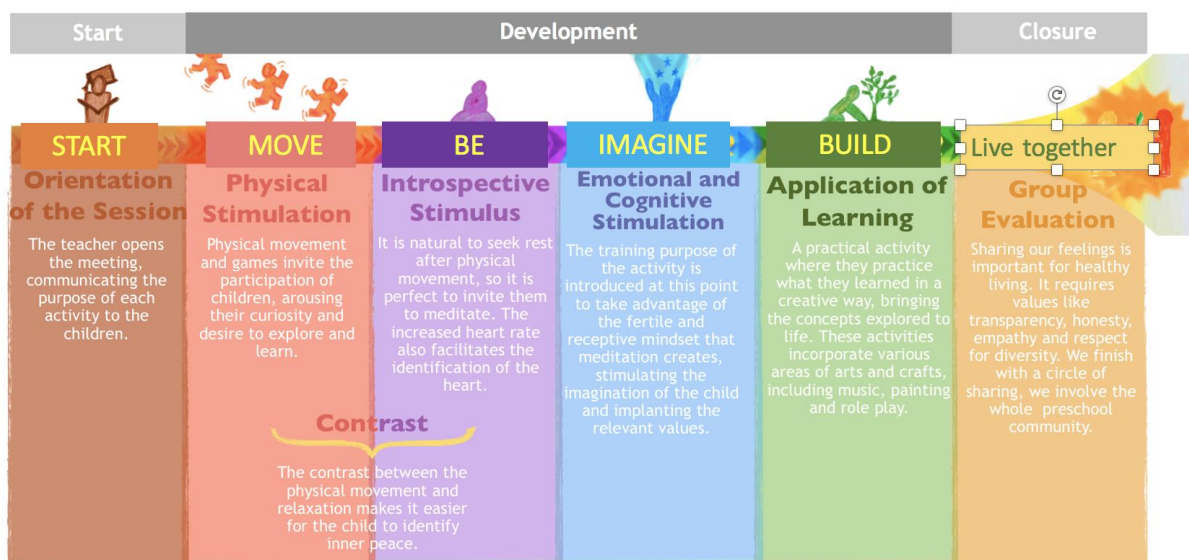 Start
Development
Closure
START
Orientation
of the Session
The teacher opens
the meeting,
communicating the
purpose of each
activity to the
children.
MOVE
Physical
Stimulation
Physical movement
and games invite the
participation of
children, arousing
their curiosity and
desire to explore and
learn.
BE
Introspective
Stimulus
It is natural to seek rest
after physical
movement, so it is
perfect to invite them
to meditate. The
increased heart rate
also facilitates the
identification of the
heart.
Contrast
The contrast between the
physical movement and
relaxation makes it easier
for the child to identify
inner peace.
IMAGINE
Emotional and
Cognitive
Stimulation
The training purpose of
the activity is
introduced at this point
to take advantage of
the fertile and
receptive mindset that
meditation creates,
stimulating the
imagination of the child
and implanting the
relevant values.
BUILD
Application of
Learning
A practical activity
where they practice
what they learned in a
creative way, bringing
the concepts explored to
life. These activities
incorporate various
areas of arts and crafts,
including music, painting
and role play.
Live together
Group
Evaluation
Sharing our feelings is
important for healthy
living. It requires
values like
transparency, honesty,
empathy and respect
for diversity. We finish
with a circle of
sharing, we involve the
whole preschool
community.